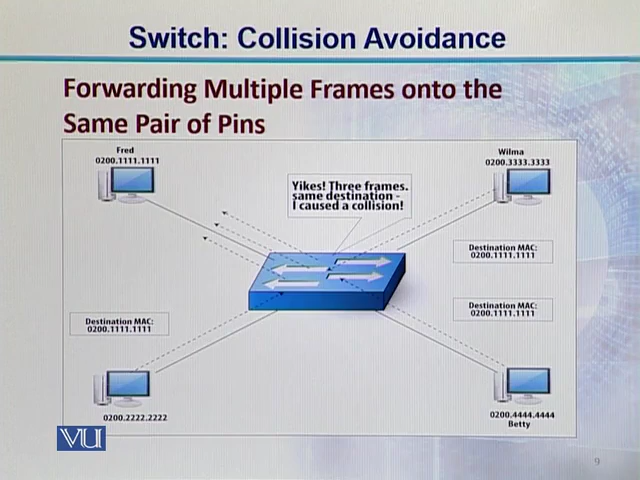 Switch: Collision Avoidance
Forwarding Multiple Frames onto the
Same Pair of Pins
Fred
0200.1111.1111
Wilma
0200.3333.3333
Yikes! Three frames.
same destination -
I caused a collision!
Destination MAC:
0200.1111.1111
Destination MAC:
0200.1111.1111
Destination MAC:
0200.1111.1111
0200.2222.2222
0200.4444.4444
Betty
VU
9